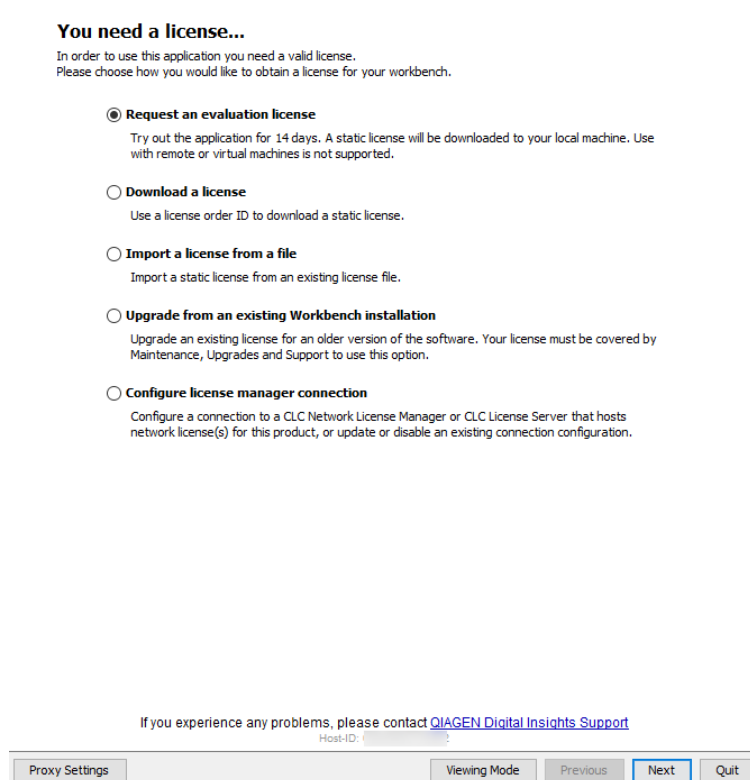 You need a license...
In order to use this application you need a valid license.
Please choose how you would like to obtain a license for your workbench.
Request an evaluation license
Try out the application for 14 days. A static license will be downloaded to your local machine. Use
with remote or virtual machines is not supported.
Download a license
Use a license order ID to download a static license.
Import a license from a file
Import a static license from an existing license file.
Upgrade from an existing Workbench installation
Upgrade an existing license for an older version of the software. Your license must be covered by
Maintenance, Upgrades and Support to use this option.
Configure license manager connection
Configure a connection to a CLC Network License Manager or CLC License Server that hosts
network license(s) for this product, or update or disable an existing connection configuration.
If you experience any problems, please contact QIAGEN Digital Insights Support
Host-ID:
Proxy Settings Viewing Mode Previous Next Quit